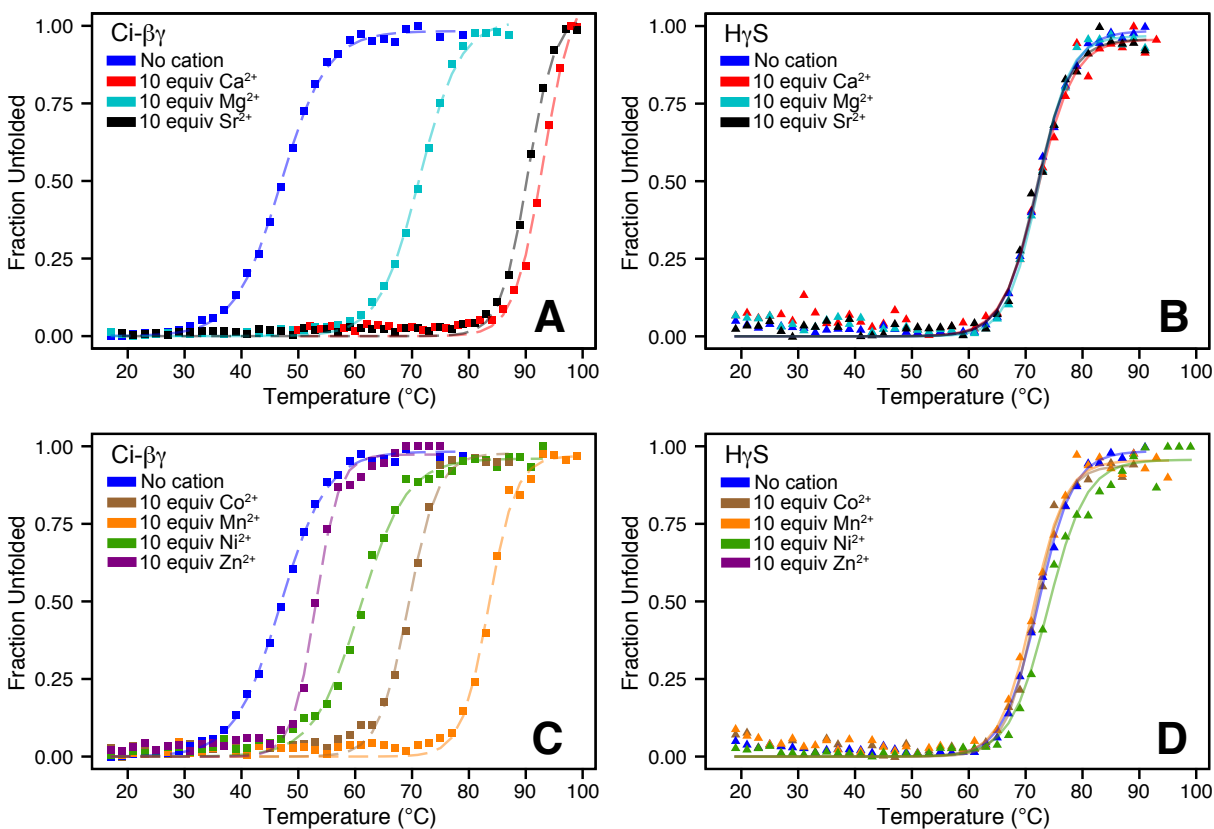 Ci-βγ
No cation
10 equiv Ca²⁺
10 equiv Mg²⁺
10 equiv Sr²⁺
A
1.00
0.75
0.50
0.25
0.00
Fraction Unfolded
20 30 40 50 60 70 80 90 100
Temperature (°C)
HγS
No cation
10 equiv Ca²⁺
10 equiv Mg²⁺
10 equiv Sr²⁺
B
1.00
0.75
0.50
0.25
0.00
Fraction Unfolded
20 30 40 50 60 70 80 90 100
Temperature (°C)
Ci-βγ
No cation
10 equiv Co²⁺
10 equiv Mn²⁺
10 equiv Ni²⁺
10 equiv Zn²⁺
C
1.00
0.75
0.50
0.25
0.00
Fraction Unfolded
20 30 40 50 60 70 80 90 100
Temperature (°C)
HγS
No cation
10 equiv Co²⁺
10 equiv Mn²⁺
10 equiv Ni²⁺
10 equiv Zn²⁺
D
1.00
0.75
0.50
0.25
0.00
Fraction Unfolded
20 30 40 50 60 70 80 90 100
Temperature (°C)